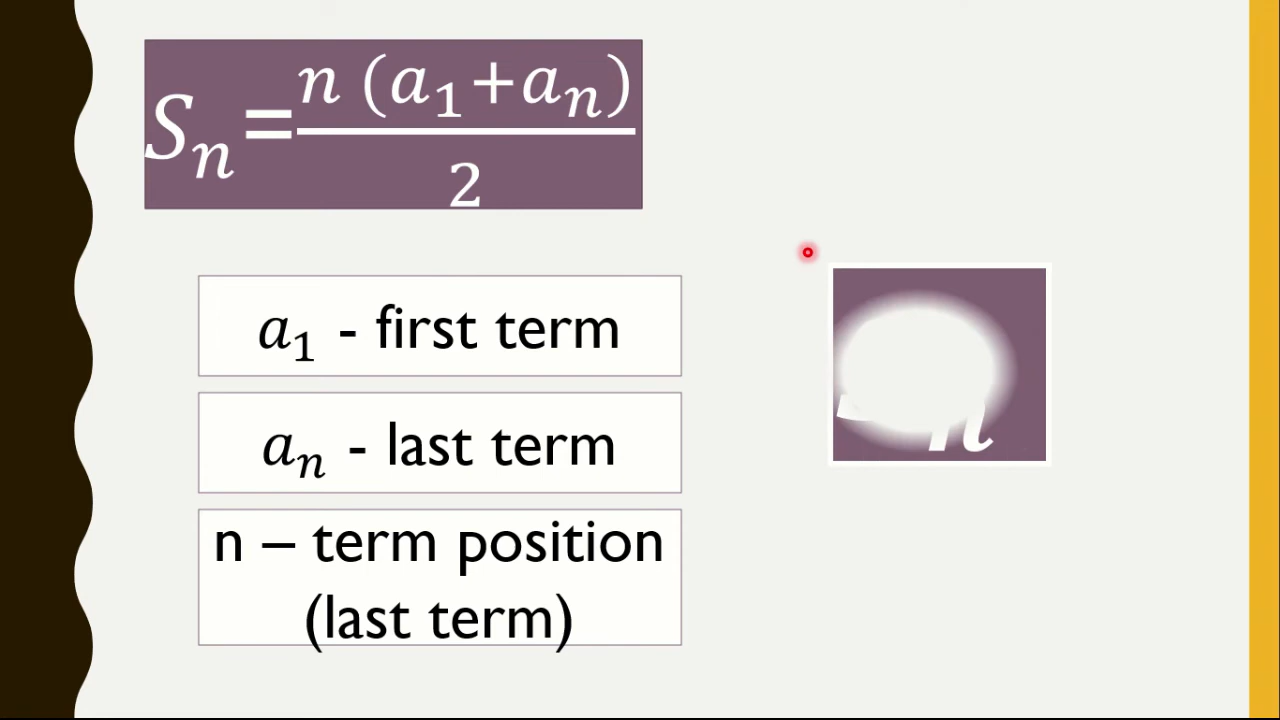 Sₙ = n (a₁+aₙ) / 2
a₁ - first term
aₙ - last term
n – term position
(last term)
n